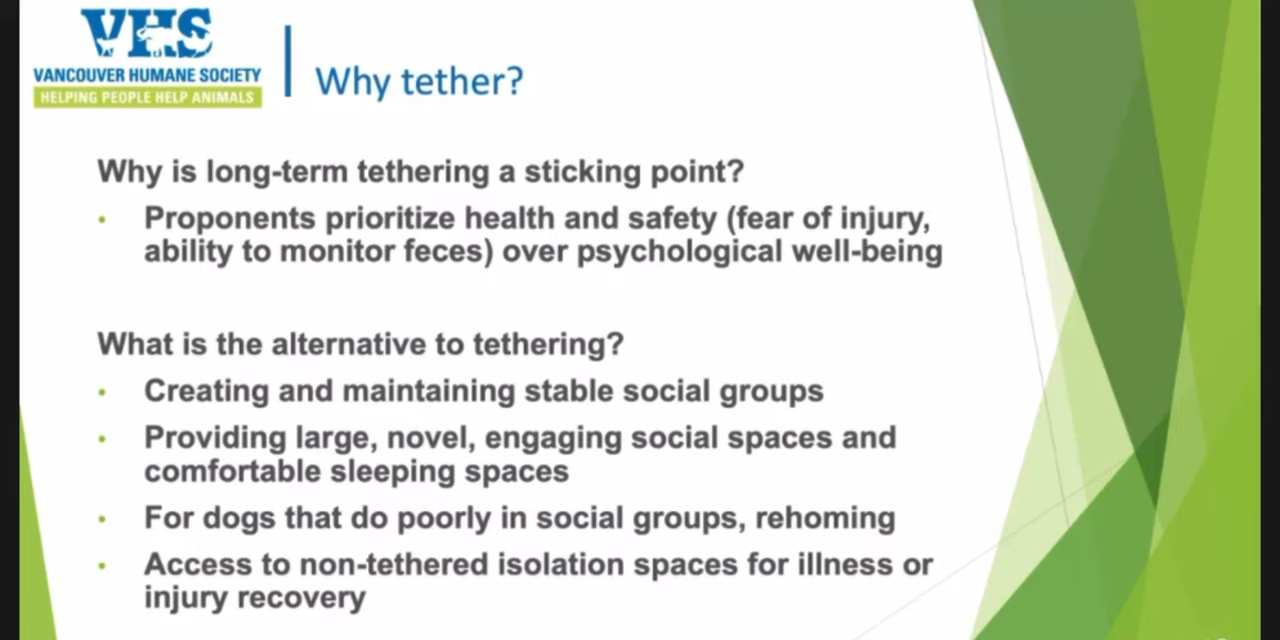 VHS
VANCOUVER HUMANE SOCIETY
HELPING PEOPLE HELP ANIMALS
Why tether?
Why is long-term tethering a sticking point?
• Proponents prioritize health and safety (fear of injury,
ability to monitor feces) over psychological well-being
What is the alternative to tethering?
• Creating and maintaining stable social groups
• Providing large, novel, engaging social spaces and
comfortable sleeping spaces
• For dogs that do poorly in social groups, rehoming
• Access to non-tethered isolation spaces for illness or
injury recovery